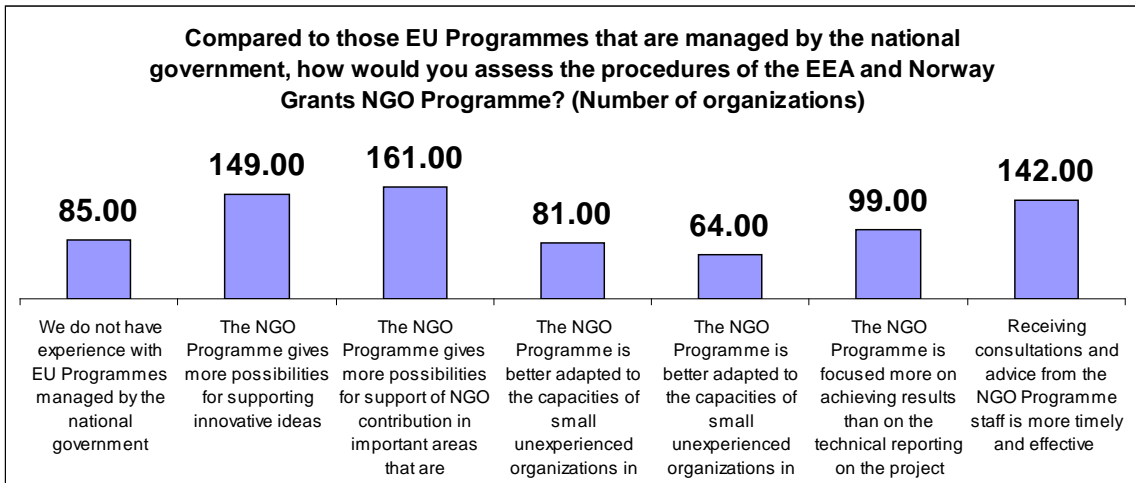 Compared to those EU Programmes that are managed by the national
government, how would you assess the procedures of the EEA and Norway
Grants NGO Programme? (Number of organizations)
85.00
149.00
161.00
81.00
64.00
99.00
142.00
We do not have
experience with
EU Programmes
managed by the
national
government
The NGO
Programme gives
more possibilities
for supporting
innovative ideas
The NGO
Programme gives
more possibilities
for support of NGO
contribution in
important areas
that are
The NGO
Programme is
better adapted to
the capacities of
small
unexperienced
organizations in
The NGO
Programme is
better adapted to
the capacities of
small
unexperienced
organizations in
The NGO
Programme is
focused more on
achieving results
than on the
technical reporting
on the project
Receiving
consultations and
advice from the
NGO Programme
staff is more timely
and effective